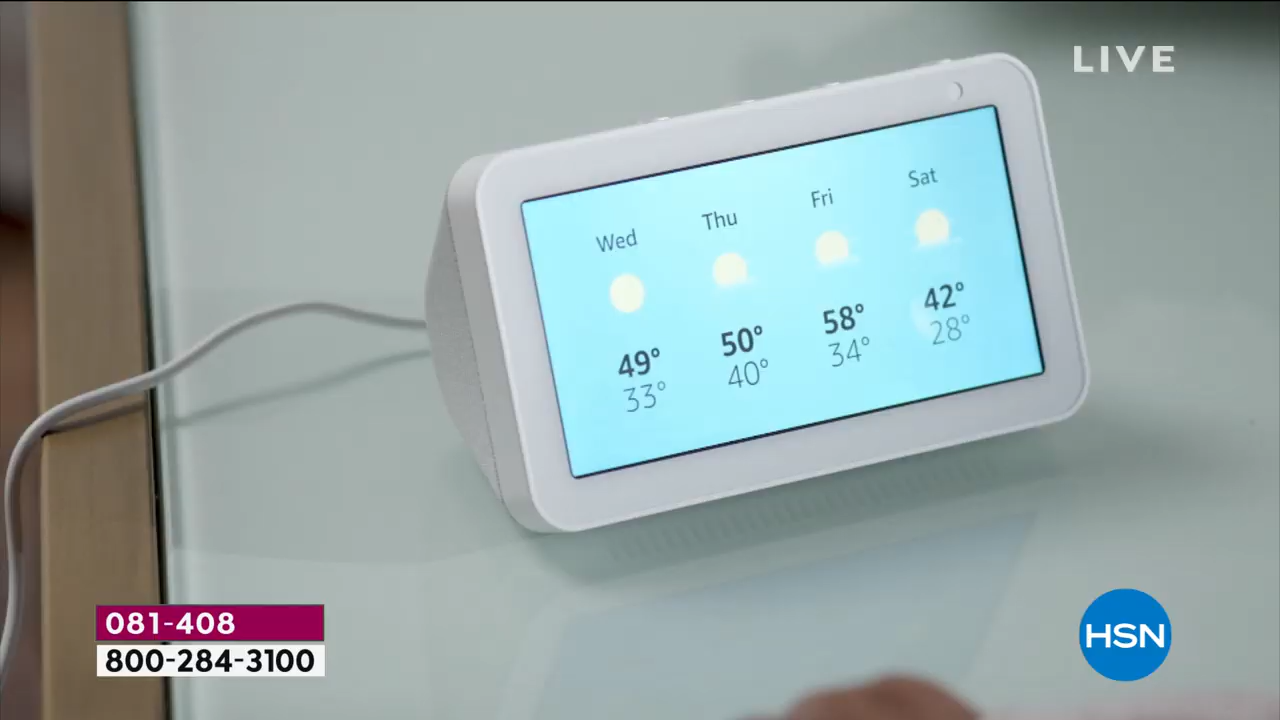 LIVE
Wed Thu Fri Sat
49° 50° 58° 42°
33° 40° 34° 28°
081-408
800-284-3100
HSN